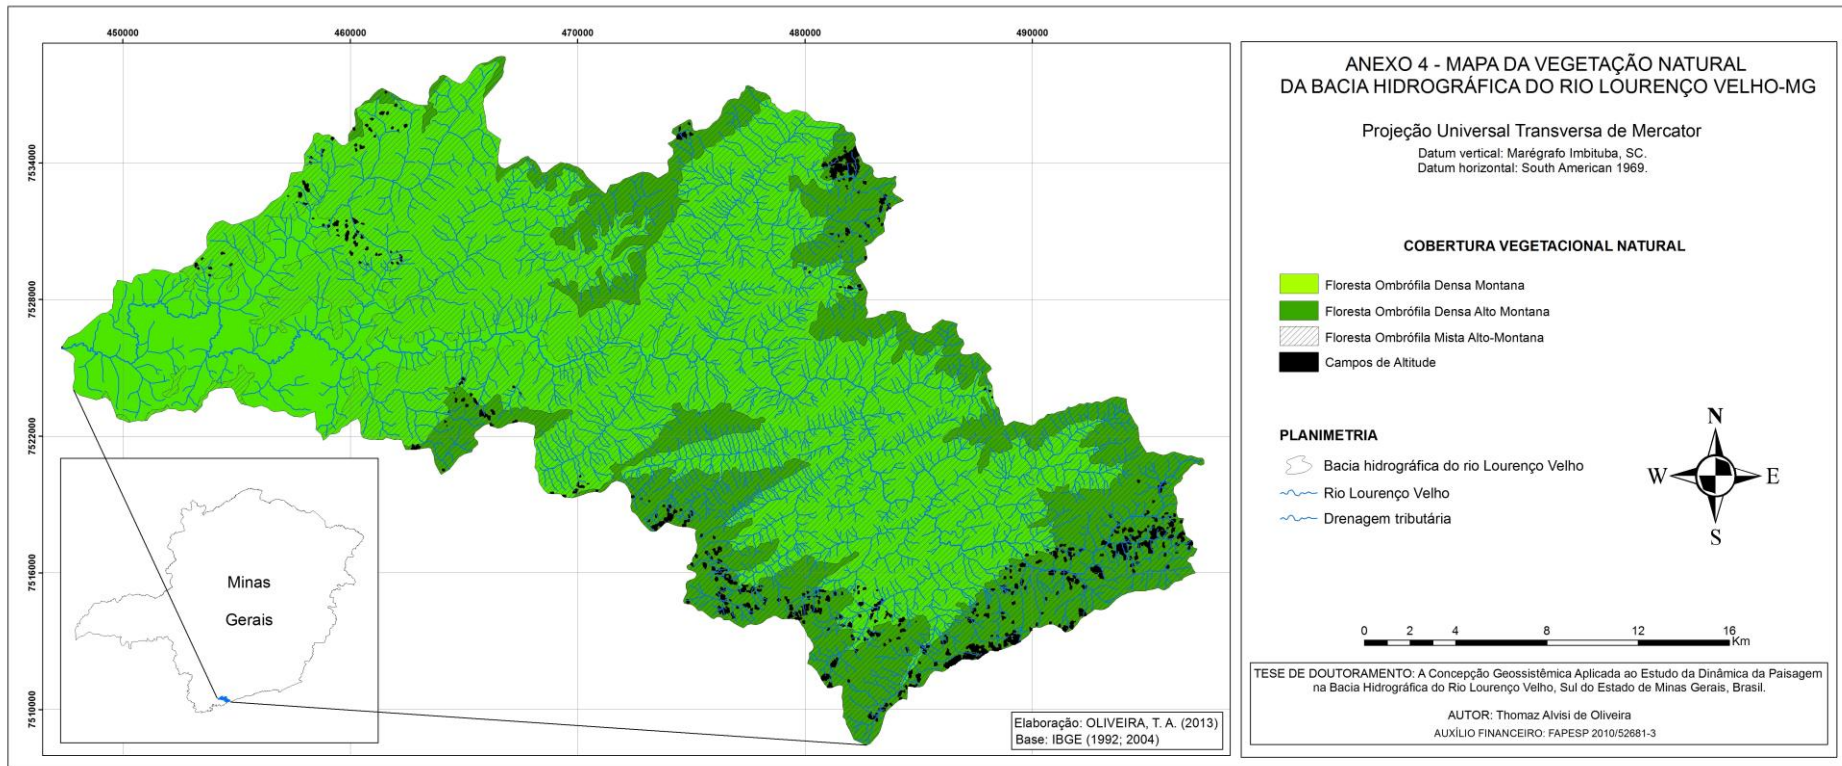 450000
460000
470000
480000
490000
7534000
7528000
7522000
7516000
7510000
Minas
Gerais
Elaboração: OLIVEIRA, T. A. (2013)
Base: IBGE (1992; 2004)
ANEXO 4 - MAPA DA VEGETAÇÃO NATURAL
DA BACIA HIDROGRÁFICA DO RIO LOURENÇO VELHO-MG
Projeção Universal Transversa de Mercator
Datum vertical: Marégrafo Imbituba, SC.
Datum horizontal: South American 1969.
COBERTURA VEGETACIONAL NATURAL
Floresta Ombrófila Densa Montana
Floresta Ombrófila Densa Alto Montana
Floresta Ombrófila Mista Alto-Montana
Campos de Altitude
PLANIMETRIA
Bacia hidrográfica do rio Lourenço Velho
Rio Lourenço Velho
Drenagem tributária
N
W E
S
0 2 4 8 12 16
Km
TESE DE DOUTORAMENTO: A Concepção Geossistêmica Aplicada ao Estudo da Dinâmica da Paisagem
na Bacia Hidrográfica do Rio Lourenço Velho, Sul do Estado de Minas Gerais, Brasil.
AUTOR: Thomaz Alvisi de Oliveira
AUXÍLIO FINANCEIRO: FAPESP 2010/52681-3